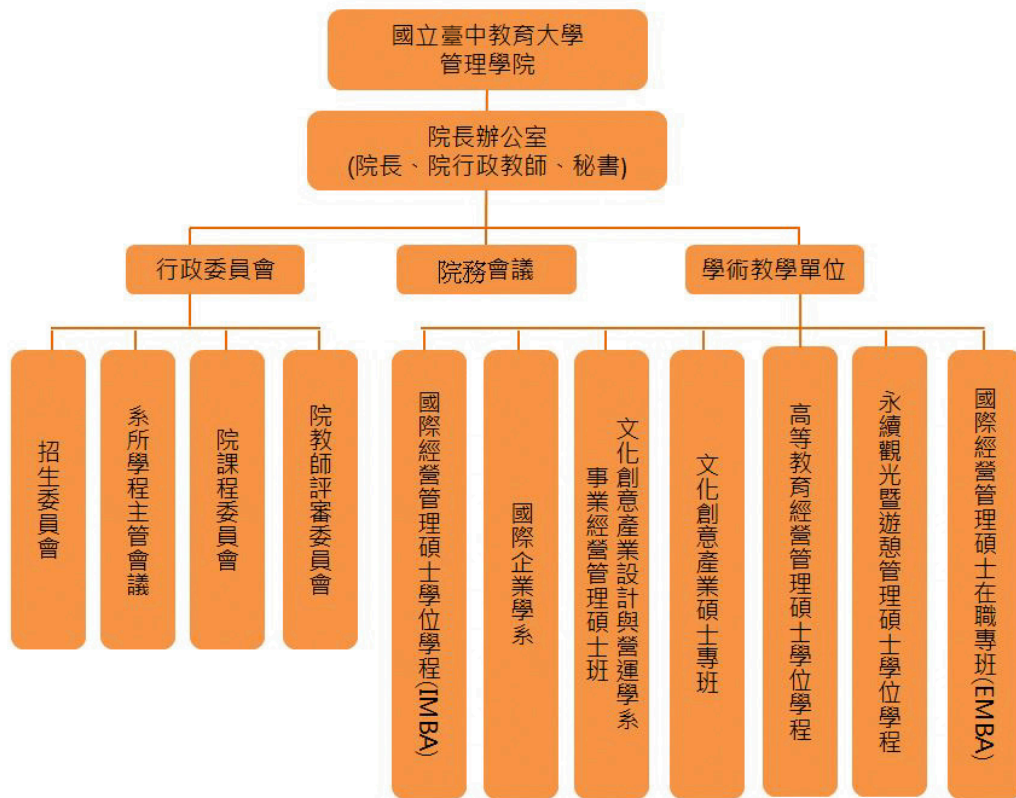 國立臺中教育大學
管理學院
院長辦公室
(院長、院行政教師、秘書)
行政委員會
院務會議
學術教學單位
招生委員會
系所學程主管會議
院課程委員會
院教師評審委員會
國際經營管理碩士學位學程(IMBA)
國際企業學系
文化創意產業設計與營運學系
事業經營管理碩士班
文化創意產業碩士專班
高等教育經營管理碩士學位學程
永續觀光暨遊憩管理碩士學位學程
國際經營管理碩士在職專班(EMBA)